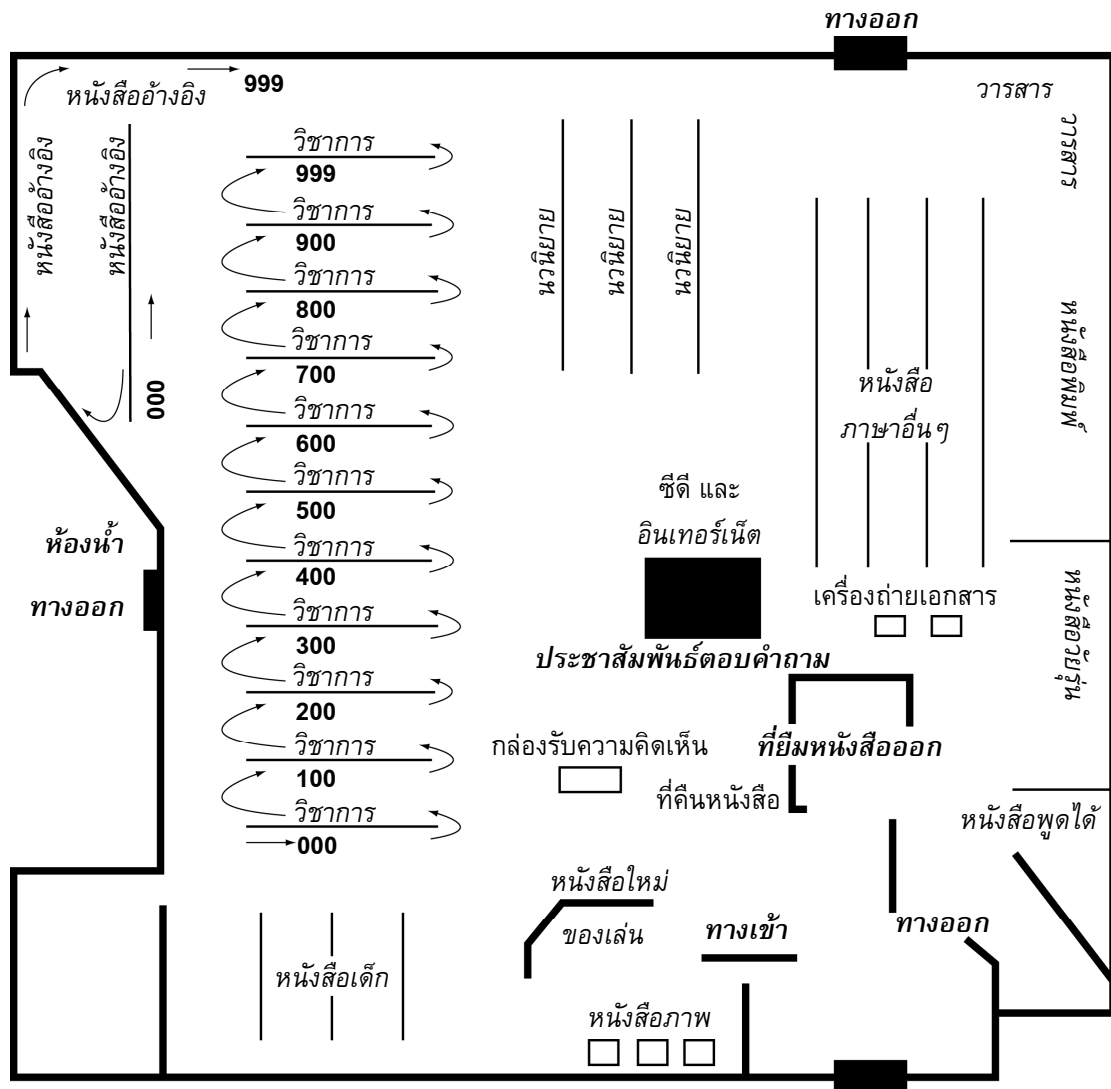 ทางออก
หนังสืออ้างอิง
999
วารสาร
วารสาร
หนังสืออ้างอิง
หนังสืออ้างอิง
000
วิชาการ
999
วิชาการ
900
วิชาการ
800
วิชาการ
700
วิชาการ
600
วิชาการ
500
วิชาการ
400
วิชาการ
300
วิชาการ
200
วิชาการ
100
วิชาการ
000
นวนิยาย
นวนิยาย
นวนิยาย
หนังสือ
ภาษาอื่นๆ
หนังสือพิมพ์
ซีดี และ
อินเทอร์เน็ต
ห้องน้ำ
ทางออก
เครื่องถ่ายเอกสาร
หนังสือวัยรุ่น
ประชาสัมพันธ์ตอบคำถาม
กล่องรับความคิดเห็น
ที่ยืมหนังสือออก
ที่คืนหนังสือ
หนังสือพูดได้
หนังสือใหม่
ของเล่น
ทางเข้า
ทางออก
หนังสือเด็ก
หนังสือภาพ